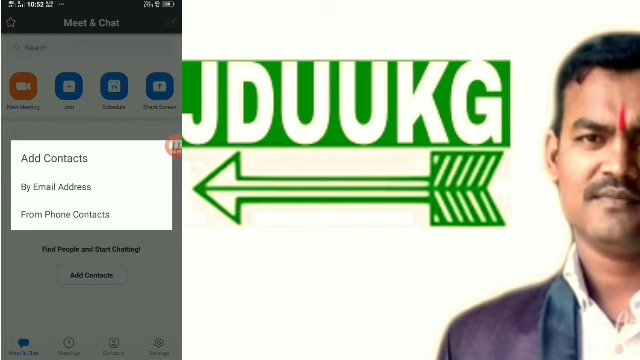 10:52
Meet & Chat
Search
New Meeting
Join
Schedule
Share Screen
Add Contacts
By Email Address
From Phone Contacts
Find People and Start Chatting!
Add Contacts
Meet & Chat
Meetings
Contacts
Settings
JDUUKG